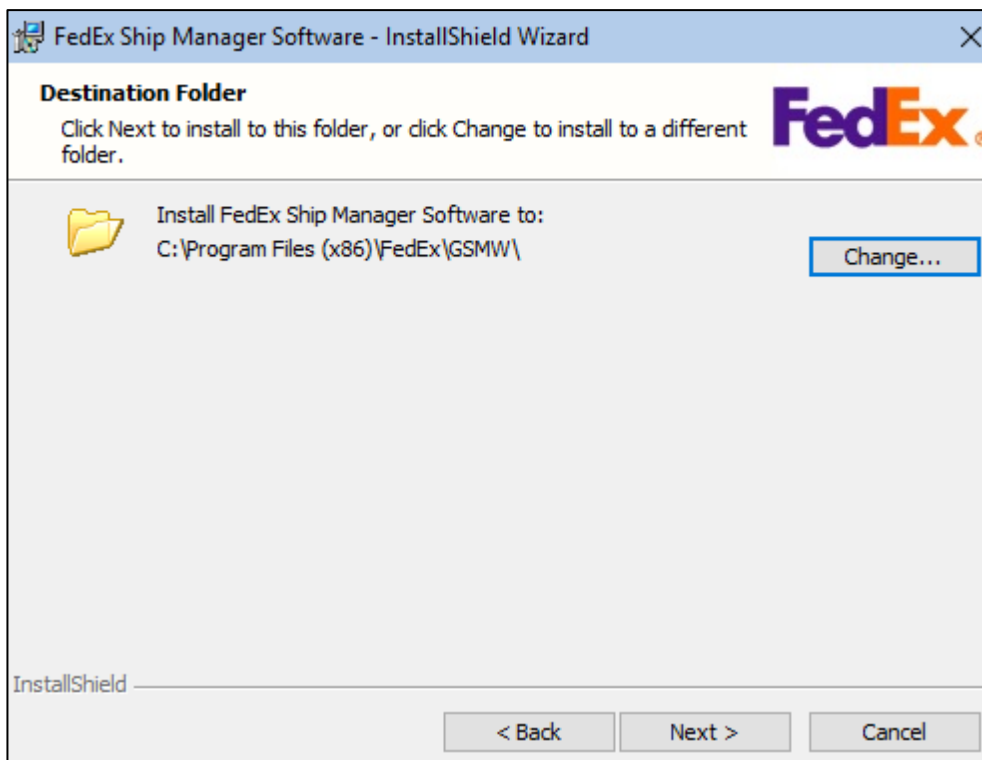 FedEx Ship Manager Software - InstallShield Wizard
Destination Folder
Click Next to install to this folder, or click Change to install to a different
folder.
FedEx®
Install FedEx Ship Manager Software to:
C:\Program Files (x86)\FedEx\GSMW\
Change...
InstallShield
< Back
Next >
Cancel